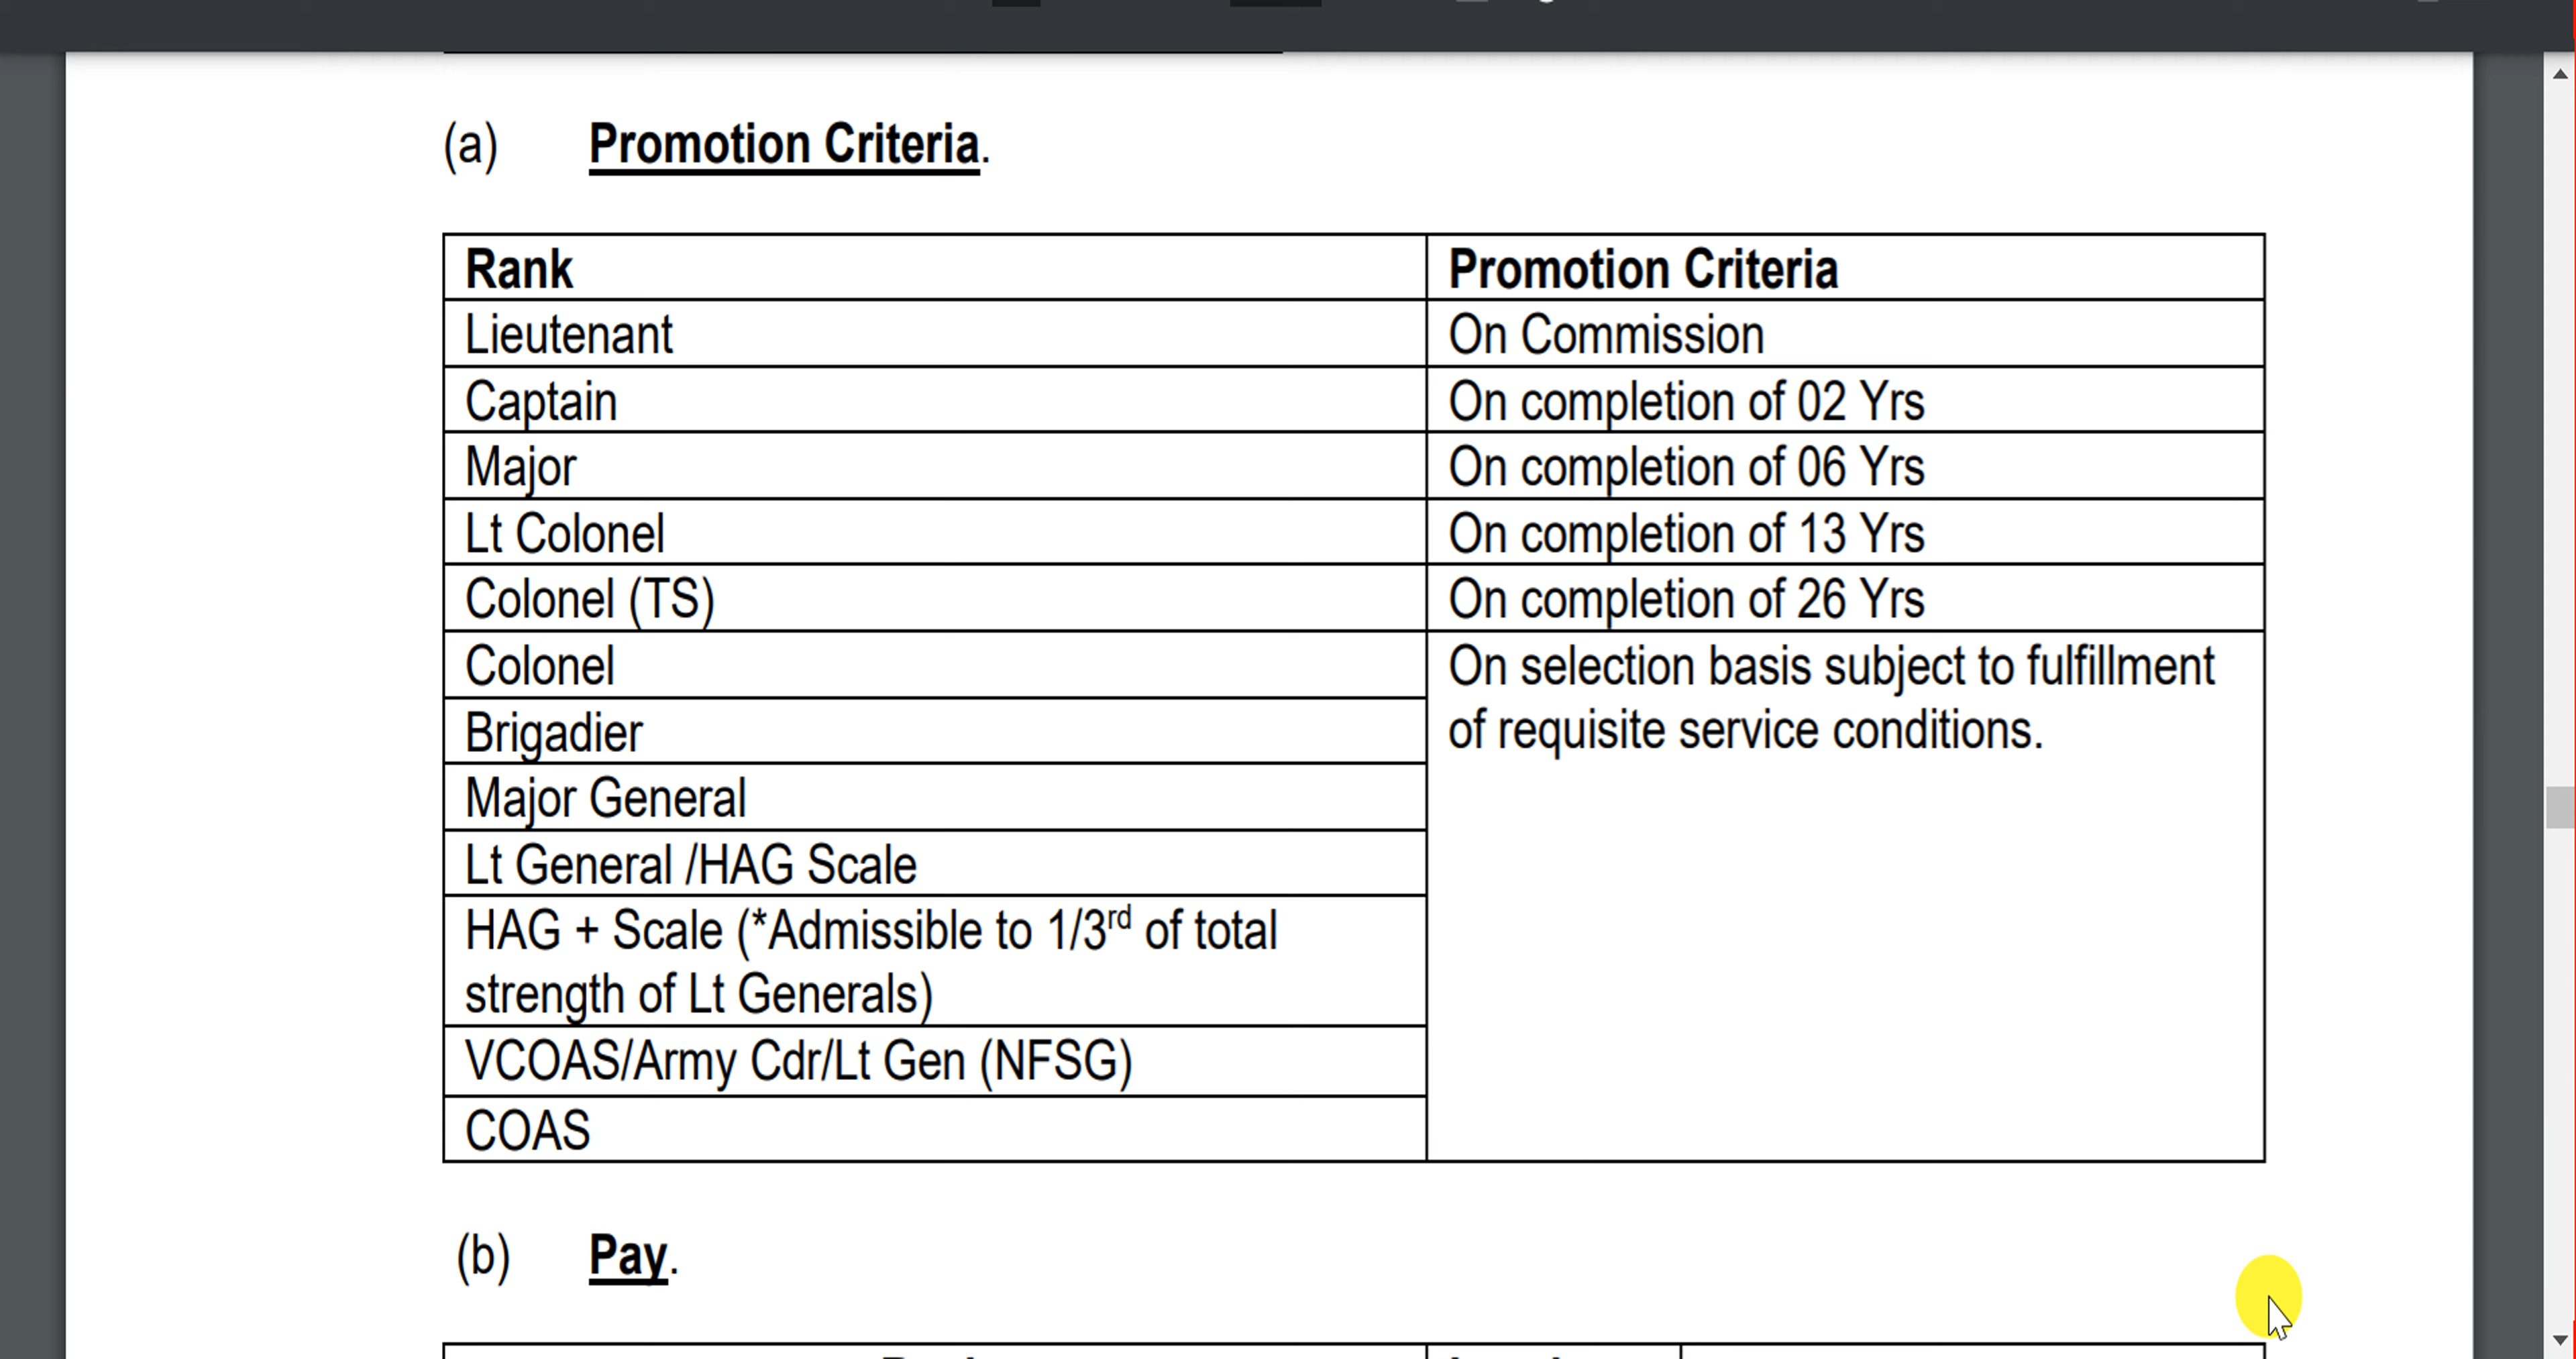 (a) Promotion Criteria.
Rank Promotion Criteria
Lieutenant On Commission
Captain On completion of 02 Yrs
Major On completion of 06 Yrs
Lt Colonel On completion of 13 Yrs
Colonel (TS) On completion of 26 Yrs
Colonel On selection basis subject to fulfillment
of requisite service conditions.
Brigadier
Major General
Lt General /HAG Scale
HAG + Scale (*Admissible to 1/3rd of total
strength of Lt Generals)
VCOAS/Army Cdr/Lt Gen (NFSG)
COAS
(b) Pay.